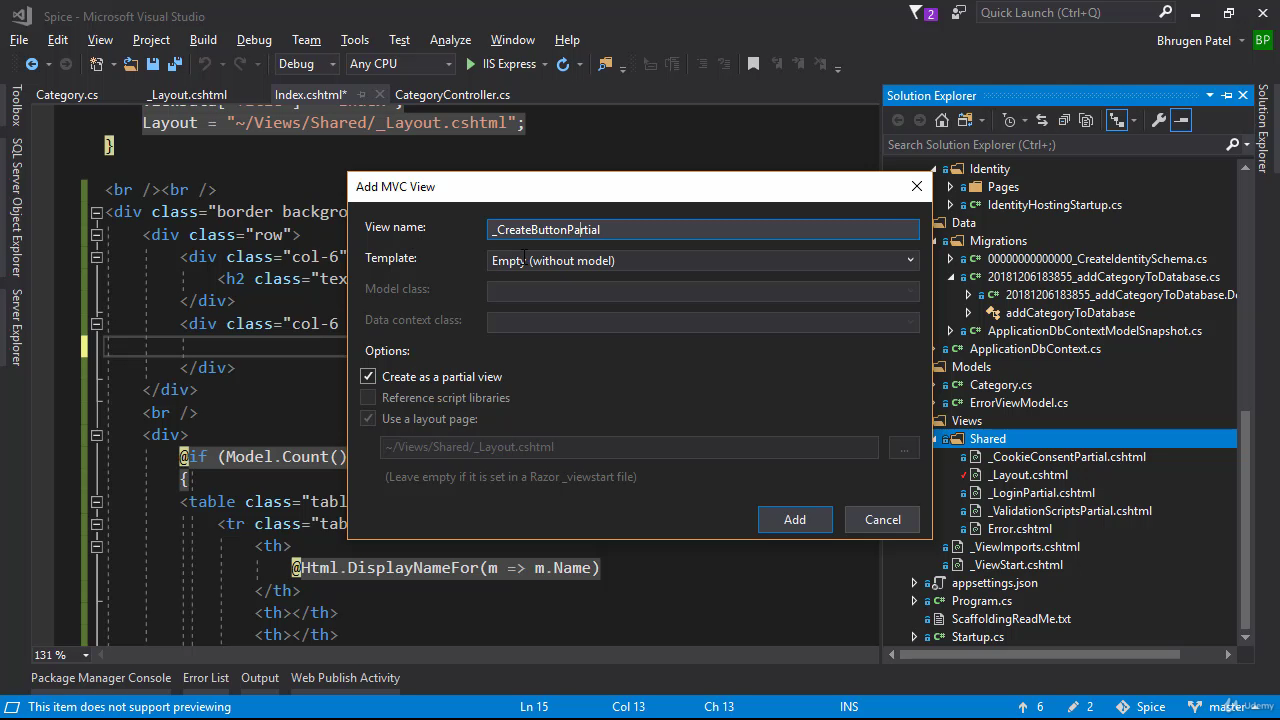 Spice - Microsoft Visual Studio
2
Quick Launch (Ctrl+Q)
File Edit View Project Build Debug Team Tools Test Analyze Window Help
Bhrugen Patel BP
Debug Any CPU IIS Express
Category.cs _Layout.cshtml Index.cshtml* CategoryController.cs
Toolbox
SQL Server Object Explorer
Server Explorer
Layout = "~/Views/Shared/_Layout.cshtml";
}
<br /><br />
<div class="border backgro
<div class="row">
<div class="col-6"
<h2 class="tex
</div>
<div class="col-6
</div>
</div>
<br />
<div>
@if (Model.Count()
{
<table class="tabl
<tr class="tab
<th>
@Html.DisplayNameFor(m => m.Name)
</th>
<th></th>
<th></th>
131 %
Add MVC View
View name: _CreateButtonPartial
Template: Empty (without model)
Model class:
Data context class:
Options:
Create as a partial view
Reference script libraries
Use a layout page:
~/Views/Shared/_Layout.cshtml
...
(Leave empty if it is set in a Razor _viewstart file)
Add Cancel
Solution Explorer
Search Solution Explorer (Ctrl+;)
Identity
Pages
C# IdentityHostingStartup.cs
Data
Migrations
C# 00000000000000_CreateIdentitySchema.cs
C# 20181206183855_addCategoryToDatabase.cs
20181206183855_addCategoryToDatabase.De
addCategoryToDatabase
C# ApplicationDbContextModelSnapshot.cs
C# ApplicationDbContext.cs
Models
C# Category.cs
C# ErrorViewModel.cs
Views
Shared
_CookieConsentPartial.cshtml
_Layout.cshtml
_LoginPartial.cshtml
_ValidationScriptsPartial.cshtml
Error.cshtml
_ViewImports.cshtml
_ViewStart.cshtml
appsettings.json
C# Program.cs
ScaffoldingReadMe.txt
C# Startup.cs
Solution Explorer
Package Manager Console Error List Output Web Publish Activity
This item does not support previewing Ln 15 Col 13 Ch 13 INS 6 2 Spice master
Udemy